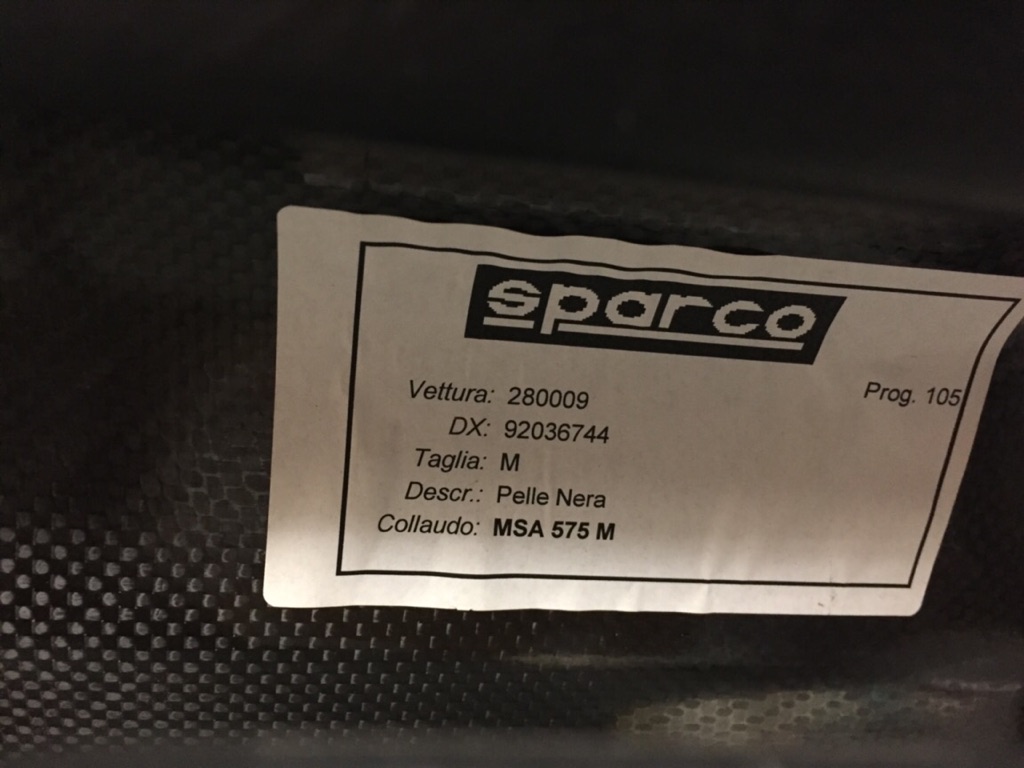 sparco
Vettura: 280009
Prog. 105
DX: 92036744
Taglia: M
Descr.: Pelle Nera
Collaudo: MSA 575 M